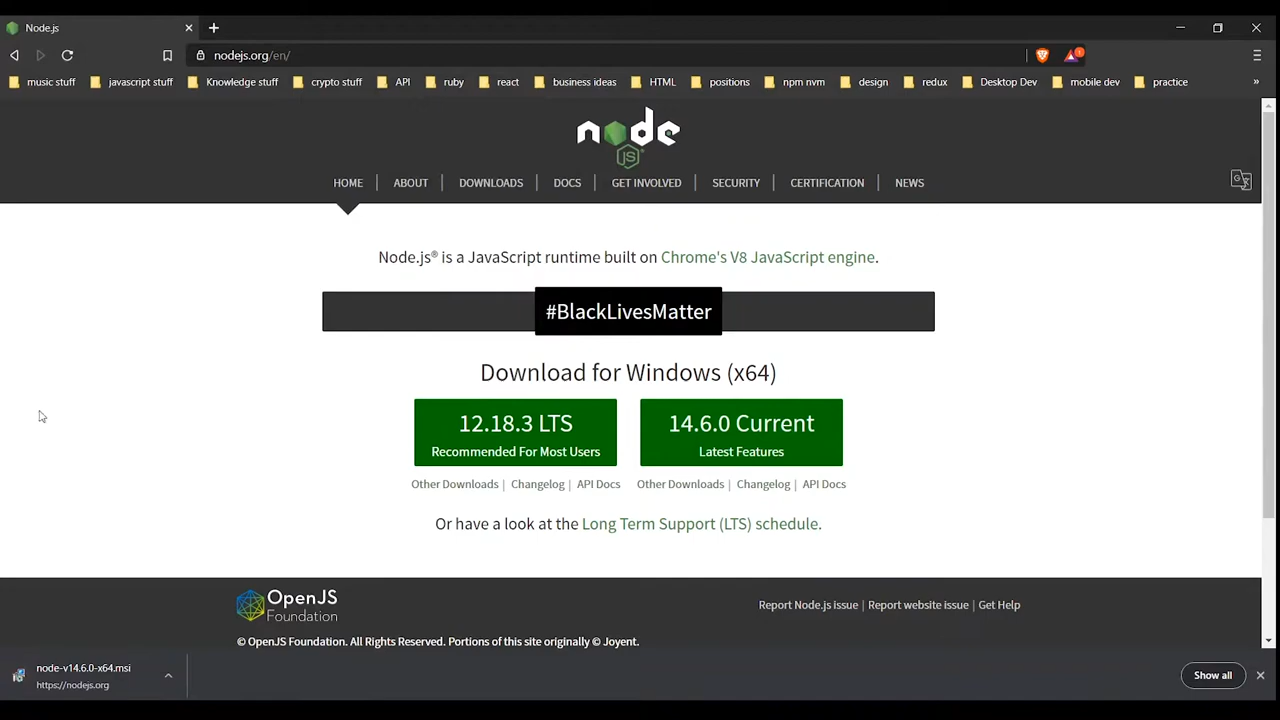 Node.js
nodejs.org/en/
music stuff javascript stuff Knowledge stuff crypto stuff API ruby react business ideas HTML positions npm nvm design redux Desktop Dev mobile dev practice »
node
JS
HOME | ABOUT | DOWNLOADS | DOCS | GET INVOLVED | SECURITY | CERTIFICATION | NEWS
Node.js® is a JavaScript runtime built on Chrome's V8 JavaScript engine.
#BlackLivesMatter
Download for Windows (x64)
12.18.3 LTS
Recommended For Most Users
14.6.0 Current
Latest Features
Other Downloads | Changelog | API Docs
Other Downloads | Changelog | API Docs
Or have a look at the Long Term Support (LTS) schedule.
OpenJS
Foundation
Report Node.js issue | Report website issue | Get Help
© OpenJS Foundation. All Rights Reserved. Portions of this site originally © Joyent.
node-v14.6.0-x64.msi
https://nodejs.org
Show all